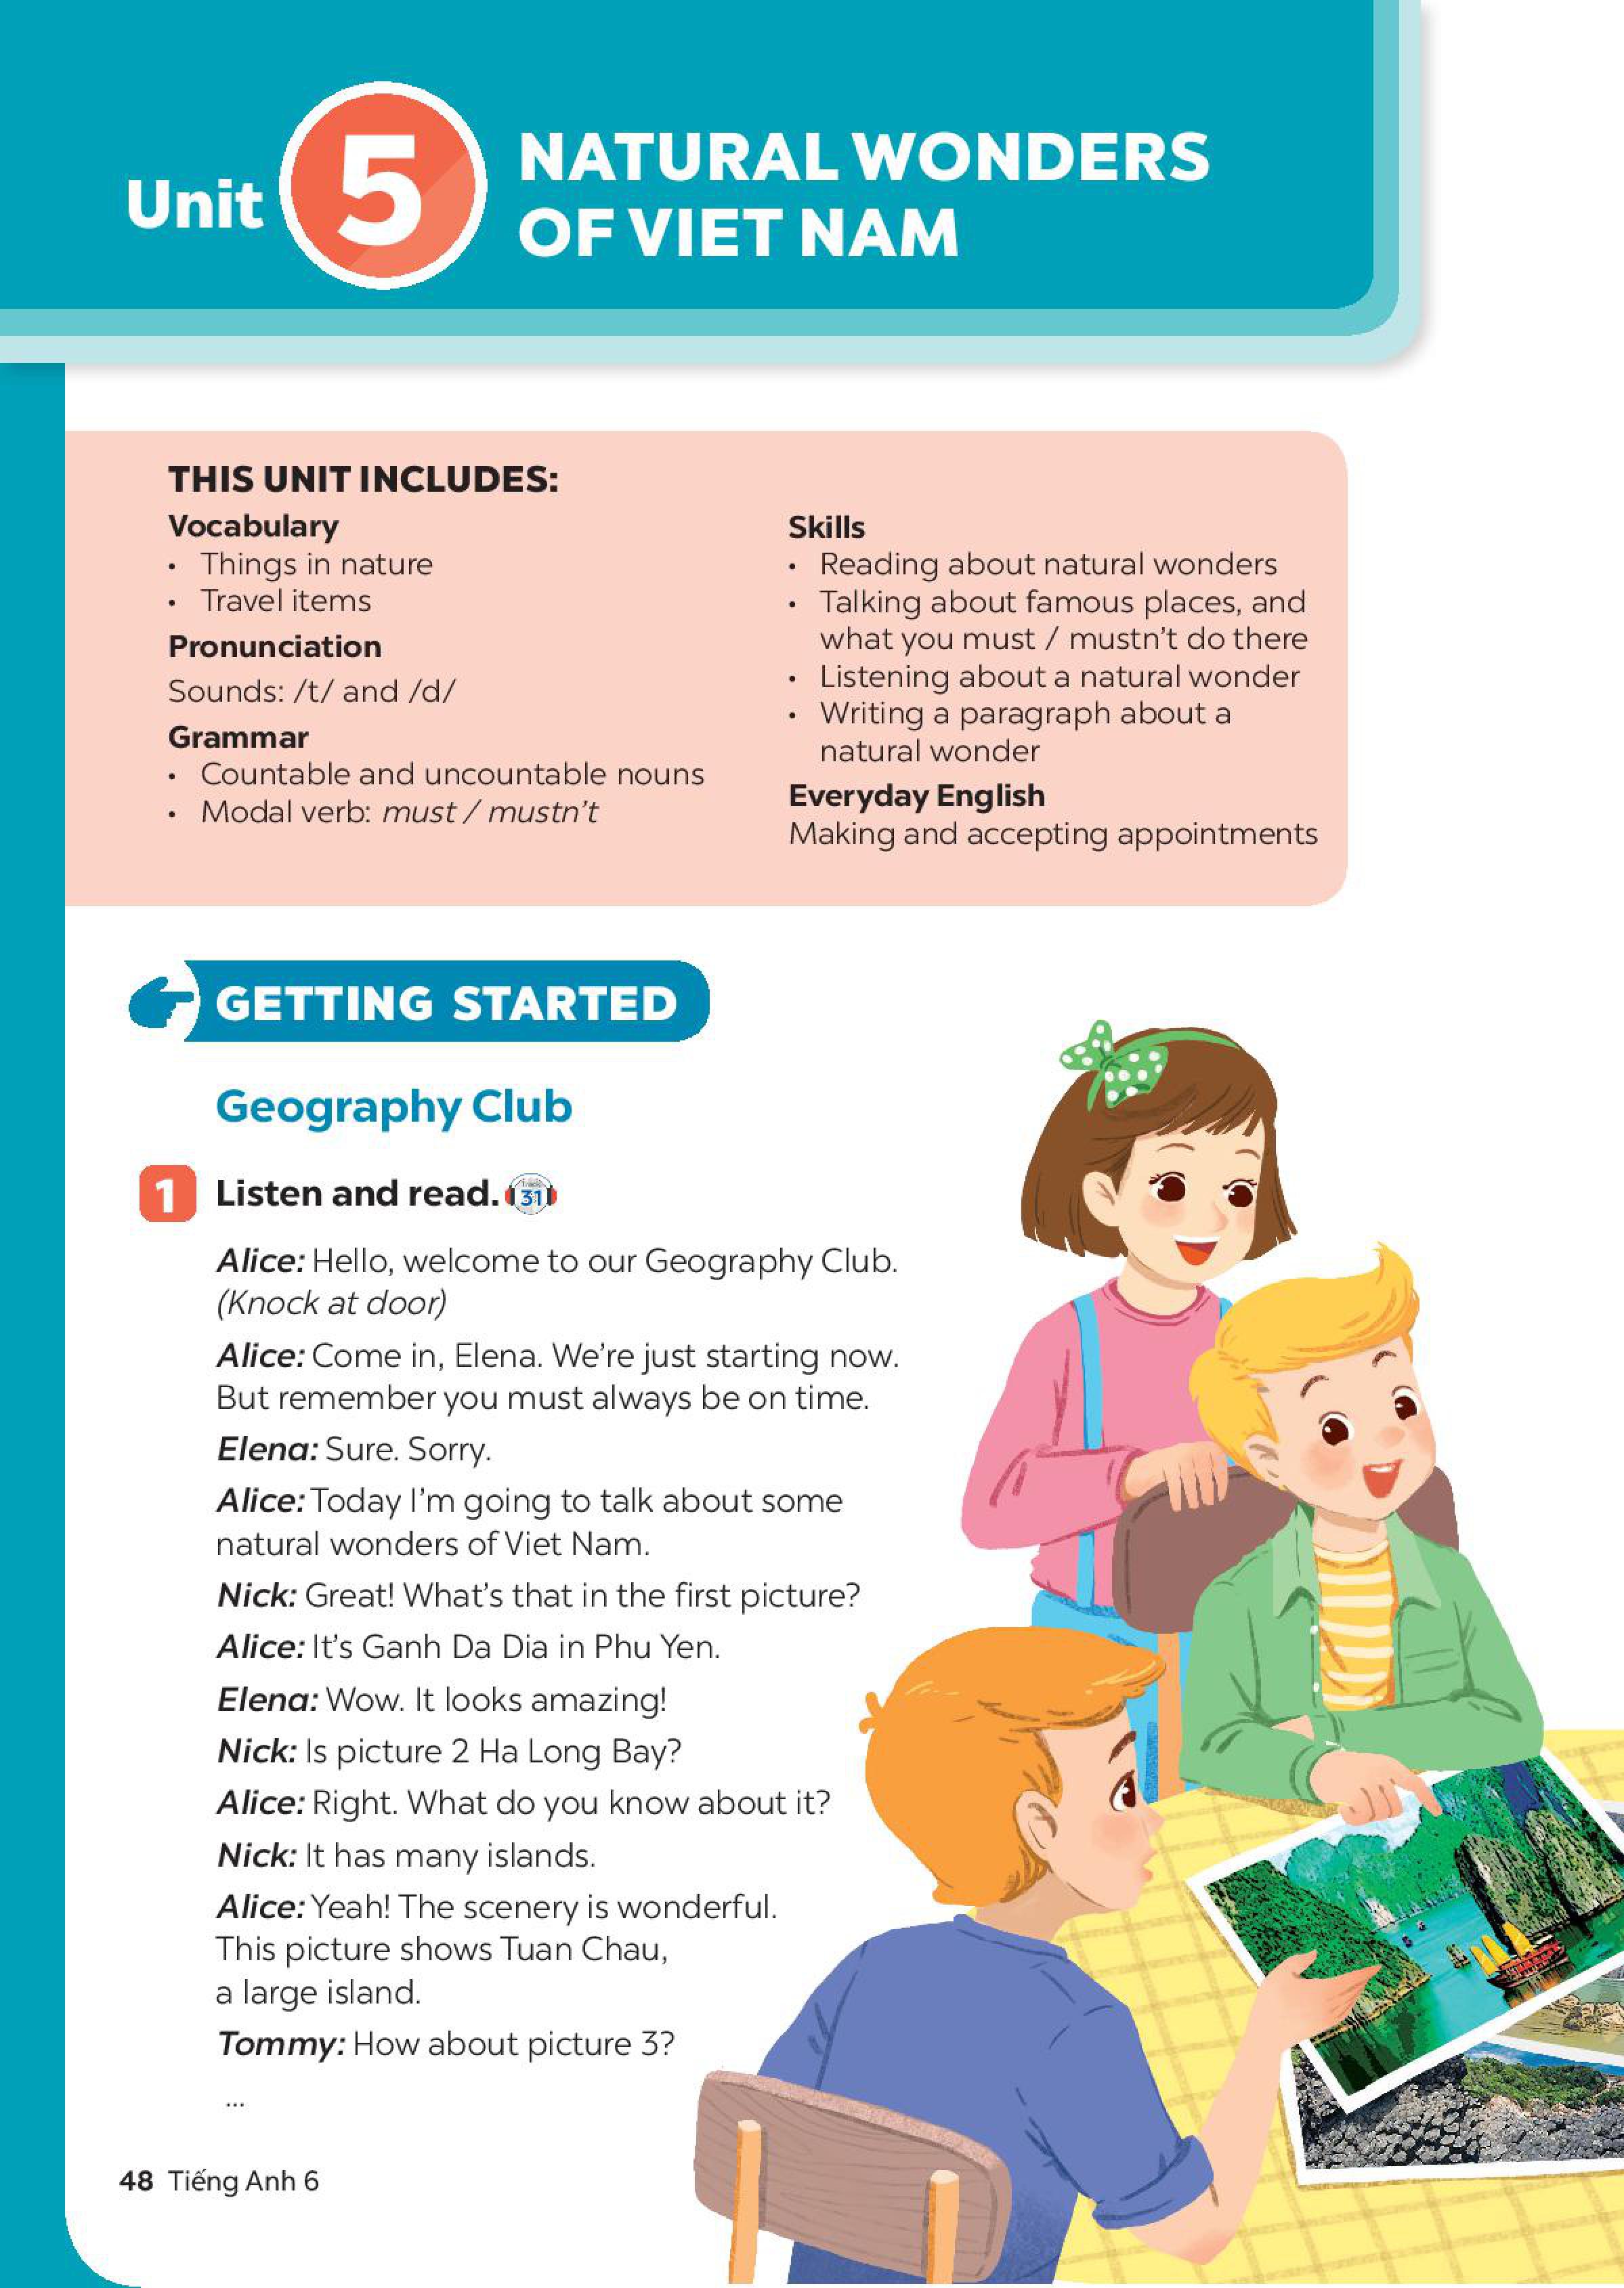 Unit
5
NATURAL WONDERS
OF VIET NAM
THIS UNIT INCLUDES:
Vocabulary
• Things in nature
• Travel items
Pronunciation
Sounds: /t/ and /d/
Grammar
• Countable and uncountable nouns
• Modal verb: must / mustn't
Skills
• Reading about natural wonders
• Talking about famous places, and
what you must / mustn't do there
• Listening about a natural wonder
• Writing a paragraph about a
natural wonder
Everyday English
Making and accepting appointments
GETTING STARTED
Geography Club
1 Listen and read. Track 31
Alice: Hello, welcome to our Geography Club.
(Knock at door)
Alice: Come in, Elena. We're just starting now.
But remember you must always be on time.
Elena: Sure. Sorry.
Alice: Today I'm going to talk about some
natural wonders of Viet Nam.
Nick: Great! What's that in the first picture?
Alice: It's Ganh Da Dia in Phu Yen.
Elena: Wow. It looks amazing!
Nick: Is picture 2 Ha Long Bay?
Alice: Right. What do you know about it?
Nick: It has many islands.
Alice: Yeah! The scenery is wonderful.
This picture shows Tuan Chau,
a large island.
Tommy: How about picture 3?
...
48 Tiếng Anh 6